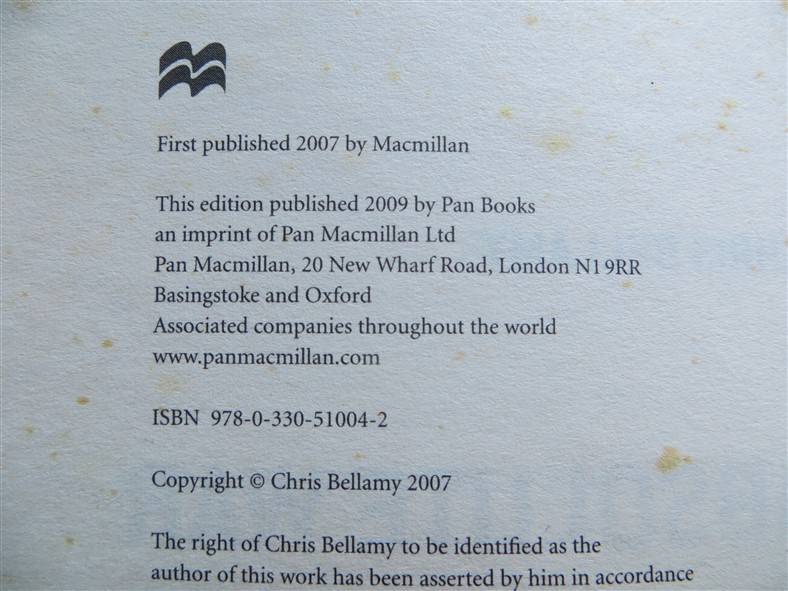 First published 2007 by Macmillan
This edition published 2009 by Pan Books
an imprint of Pan Macmillan Ltd
Pan Macmillan, 20 New Wharf Road, London N1 9RR
Basingstoke and Oxford
Associated companies throughout the world
www.panmacmillan.com
ISBN 978-0-330-51004-2
Copyright © Chris Bellamy 2007
The right of Chris Bellamy to be identified as the
author of this work has been asserted by him in accordance